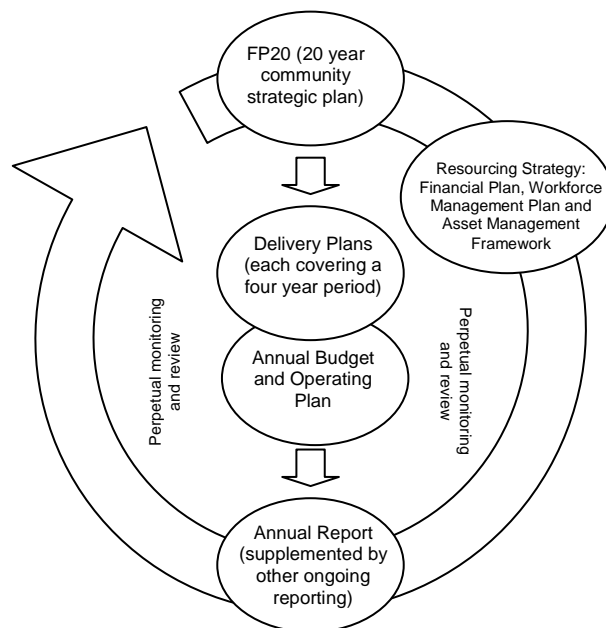 FP20 (20 year
community
strategic plan)
Resourcing Strategy:
Financial Plan, Workforce
Management Plan and
Asset Management
Framework
Delivery Plans
(each covering a
four year period)
Annual Budget
and Operating
Plan
Perpetual monitoring
and review
Perpetual monitoring
and review
Annual Report
(supplemented by
other ongoing
reporting)